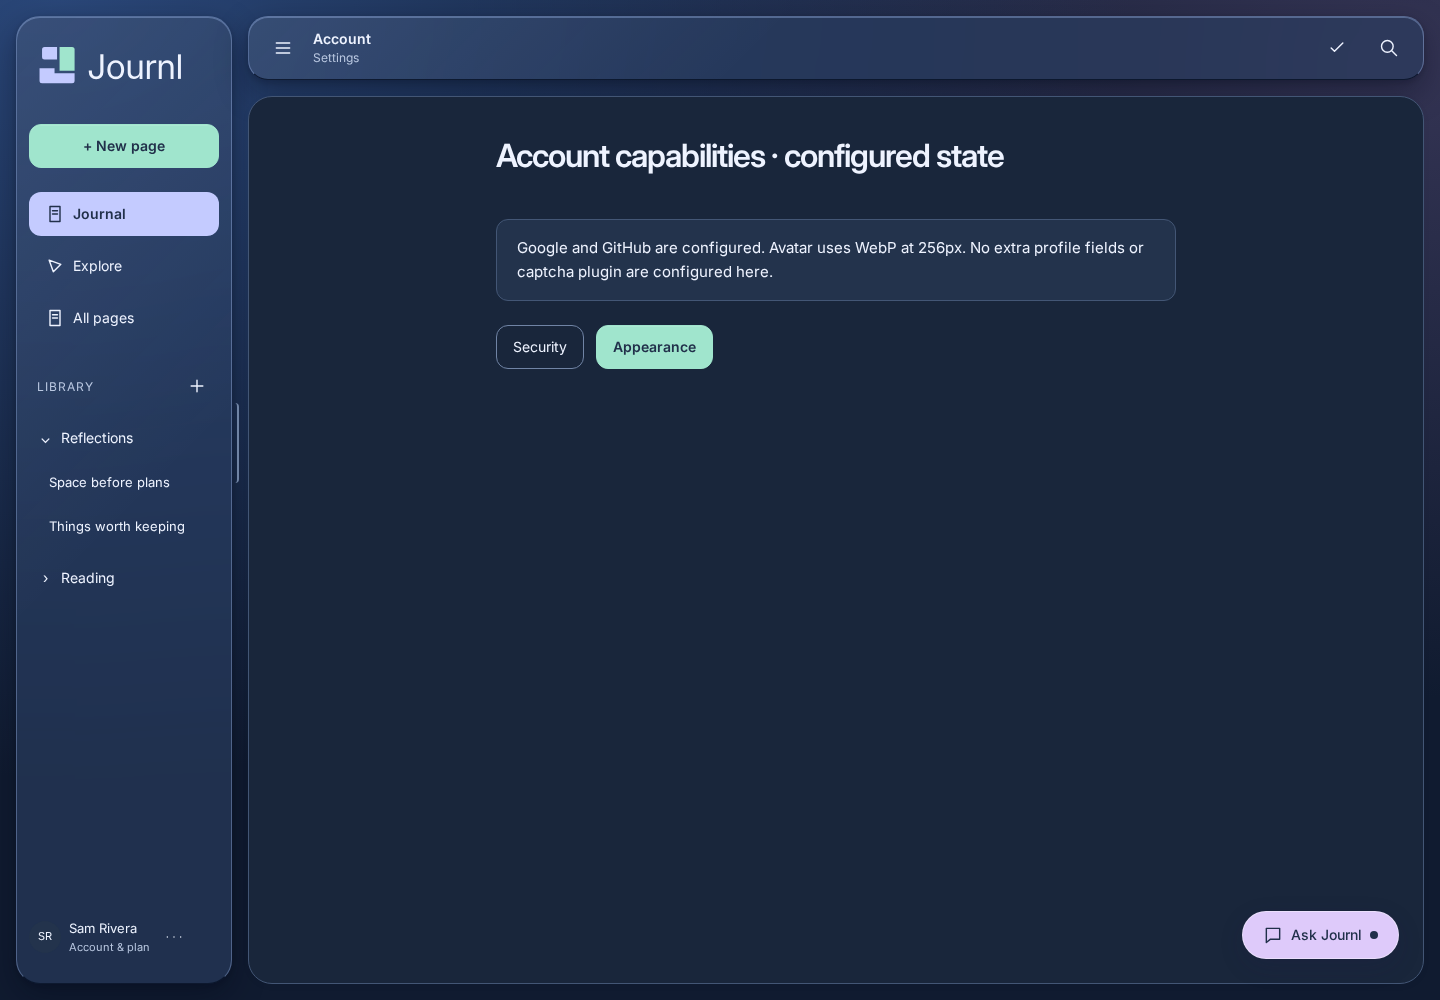 Journl
+ New page
Journal
Explore
All pages
LIBRARY
Reflections
Space before plans
Things worth keeping
Reading
SR
Sam Rivera
Account & plan
Account
Settings
Account capabilities · configured state
Google and GitHub are configured. Avatar uses WebP at 256px. No extra profile fields or
captcha plugin are configured here.
Security
Appearance
Ask Journl